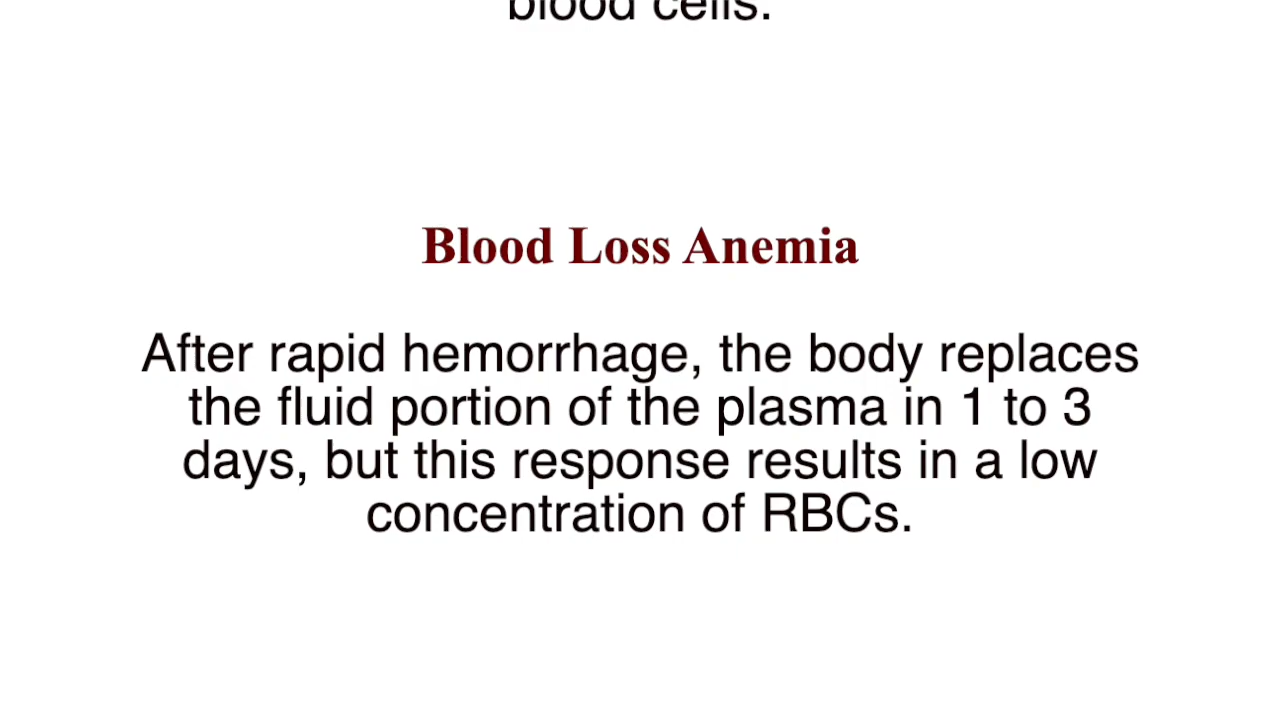 blood cells.
Blood Loss Anemia
After rapid hemorrhage, the body replaces
the fluid portion of the plasma in 1 to 3
days, but this response results in a low
concentration of RBCs.